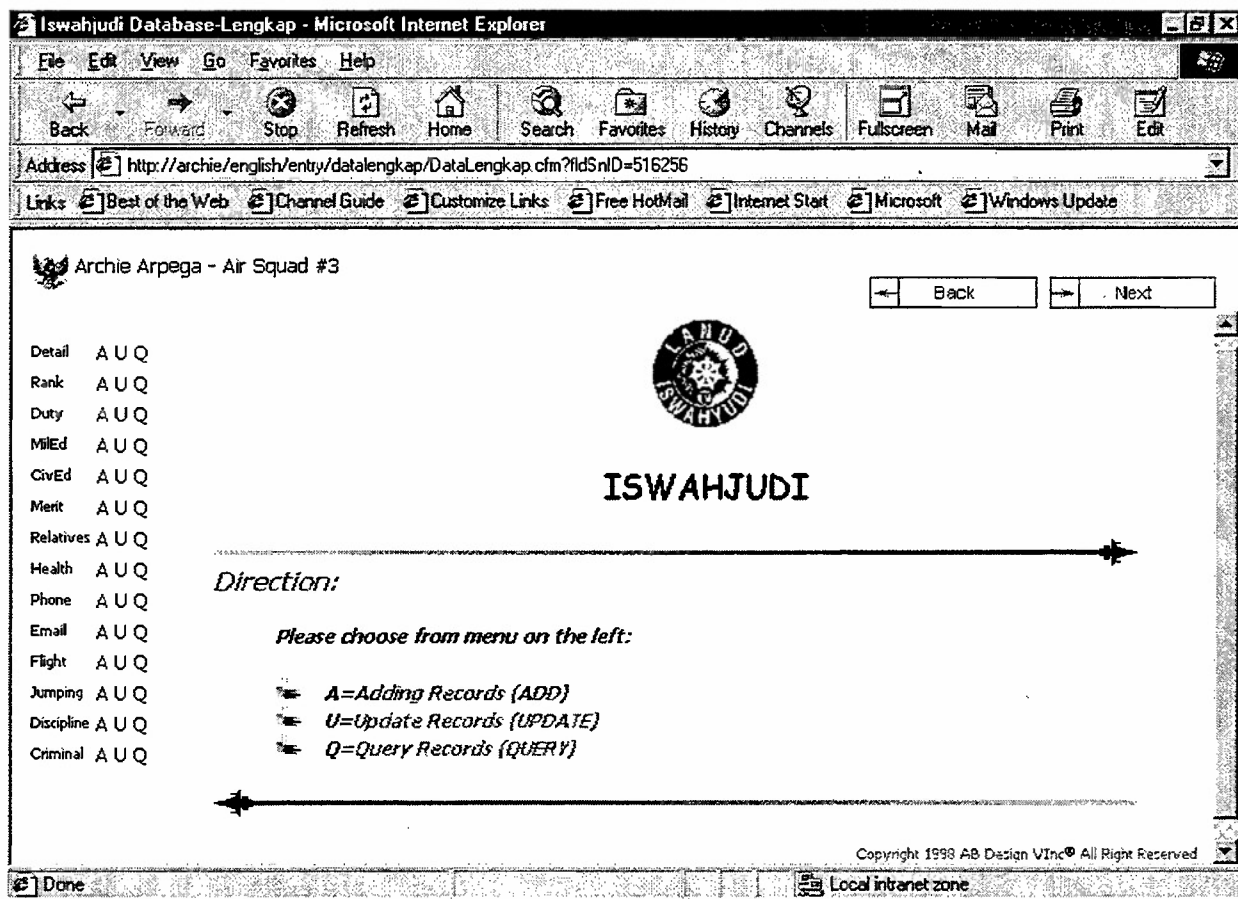 Iswahjudi Database-Lengkap - Microsoft Internet Explorer
File Edit View Go Favorites Help
Back Forward Stop Refresh Home Search Favorites History Channels Fullscreen Mail Print Edit
Address http://archie/english/entry/datalengkap/DataLengkap.cfm?fldSnID=516256
Links Best of the Web Channel Guide Customize Links Free HotMail Internet Start Microsoft Windows Update
Archie Arpega - Air Squad #3
Back Next
LANUD
ISWAHYUDI
ISWAHJUDI
Detail A U Q
Rank A U Q
Duty A U Q
MilEd A U Q
CivEd A U Q
Merit A U Q
Relatives A U Q
Health A U Q
Phone A U Q
Email A U Q
Flight A U Q
Jumping A U Q
Discipline A U Q
Criminal A U Q
Direction:
Please choose from menu on the left:
A=Adding Records (ADD)
U=Update Records (UPDATE)
Q=Query Records (QUERY)
Copyright 1998 AB Design VInc® All Right Reserved
Done Local intranet zone